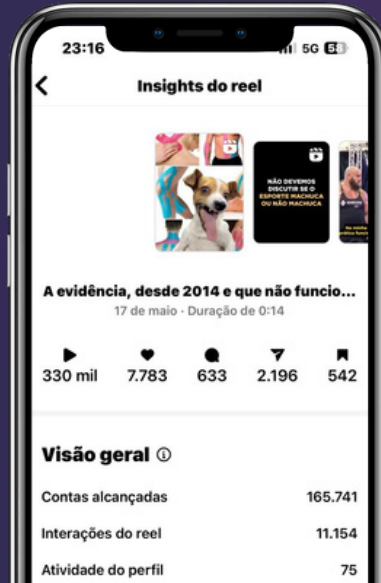 23:16
5G 53
Insights do reel
NÃO DEVEMOS
DISCUTIR SE O
ESPORTE MACHUCA
OU NÃO MACHUCA
A evidência, desde 2014 e que não funcio...
17 de maio · Duração de 0:14
330 mil 7.783 633 2.196 542
Visão geral
Contas alcançadas 165.741
Interações do reel 11.154
Atividade do perfil 75